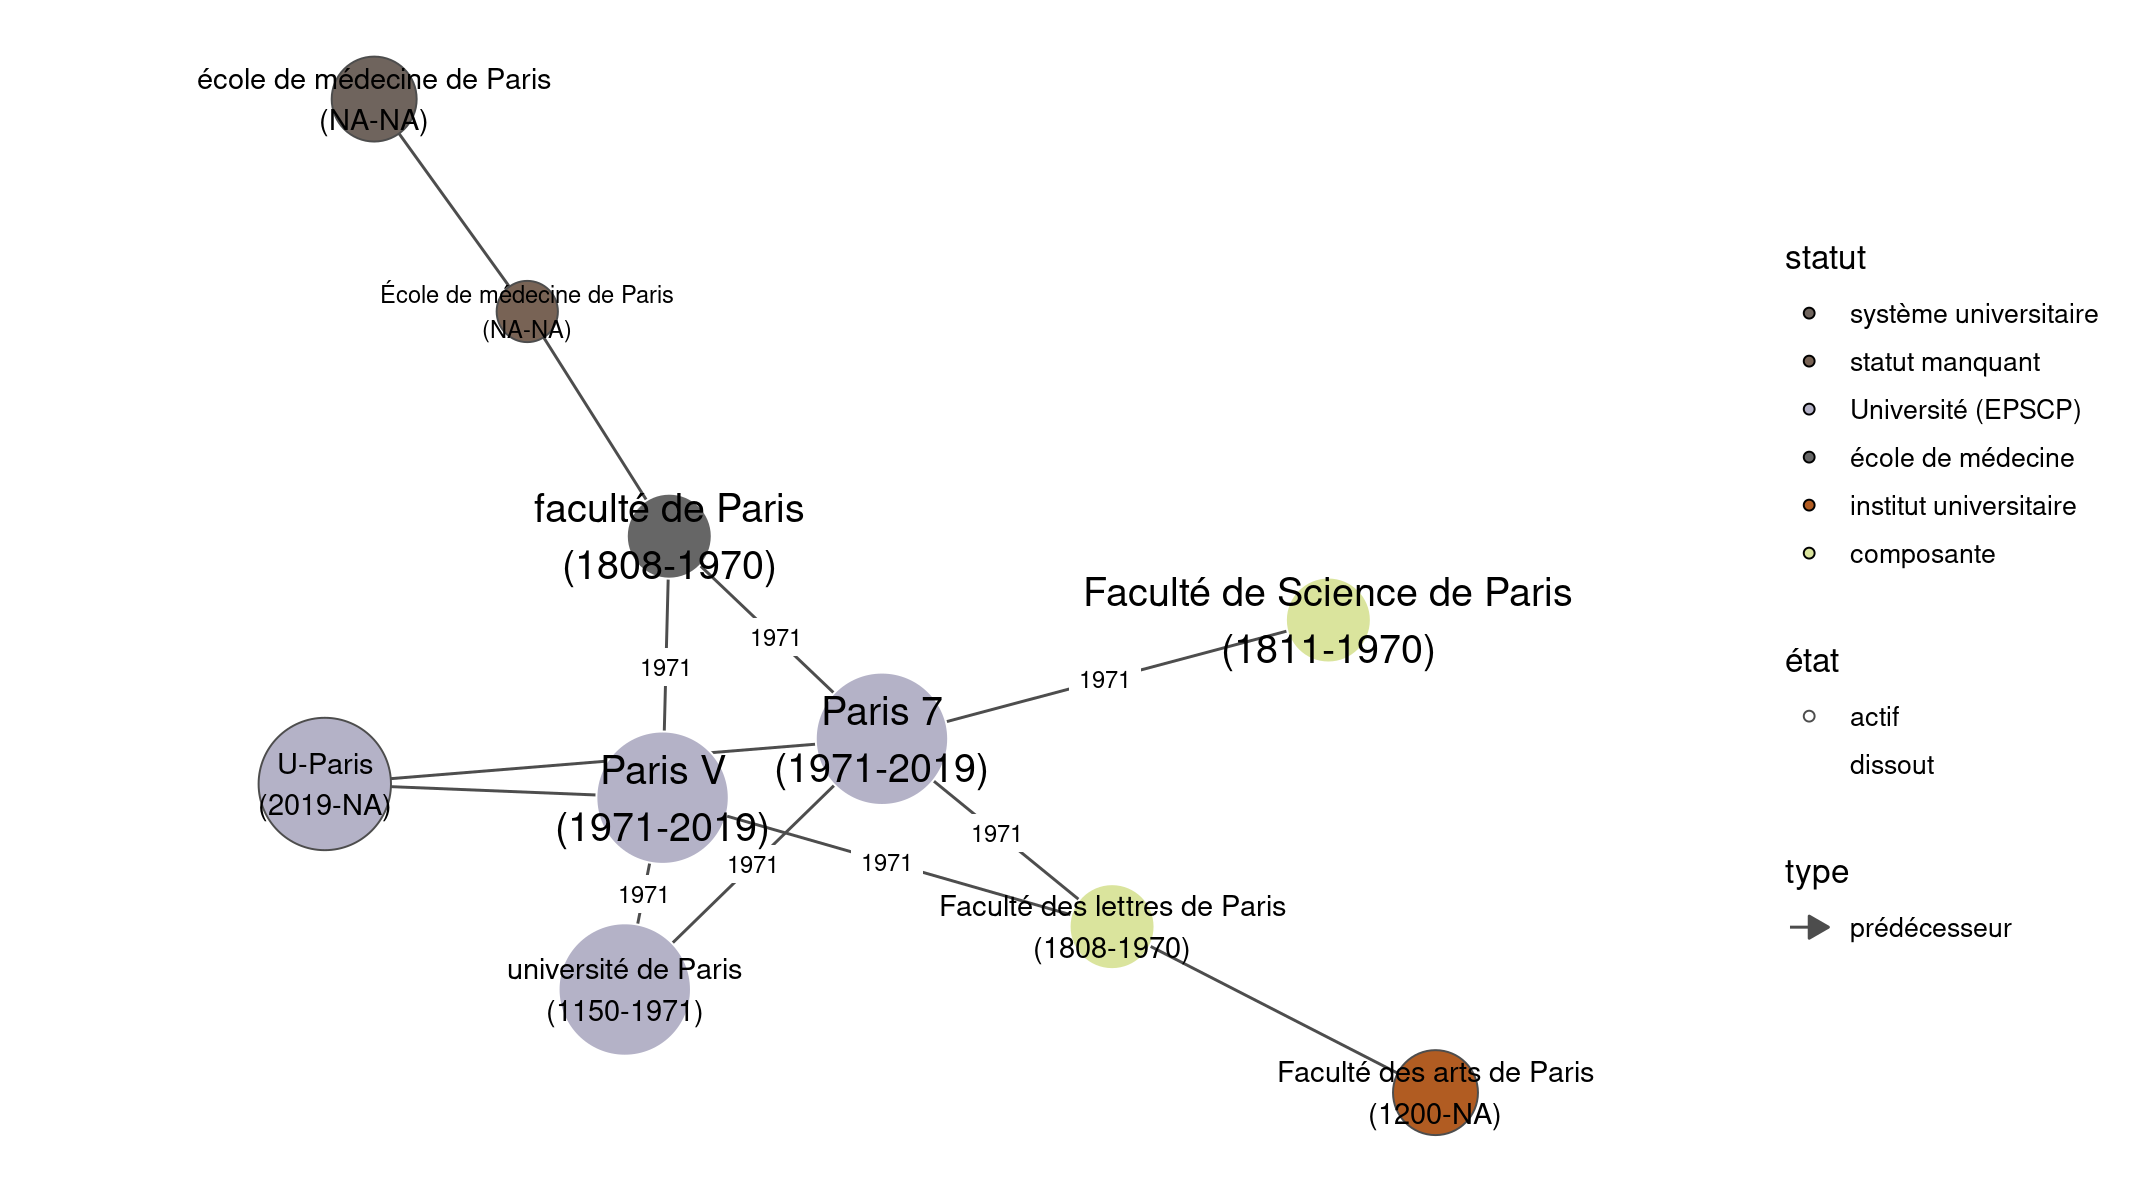 école de médecine de Paris
(NA-NA)
École de médecine de Paris
(NA-NA)
faculté de Paris
(1808-1970)
Faculté de Science de Paris
(1811-1970)
1971
1971
1971
Paris 7
(1971-2019)
U-Paris
(2019-NA)
Paris V
(1971-2019)
1971
1971
1971
1971
Faculté des lettres de Paris
(1808-1970)
université de Paris
(1150-1971)
Faculté des arts de Paris
(1200-NA)
statut
système universitaire
statut manquant
Université (EPSCP)
école de médecine
institut universitaire
composante
état
actif
dissout
type
prédécesseur